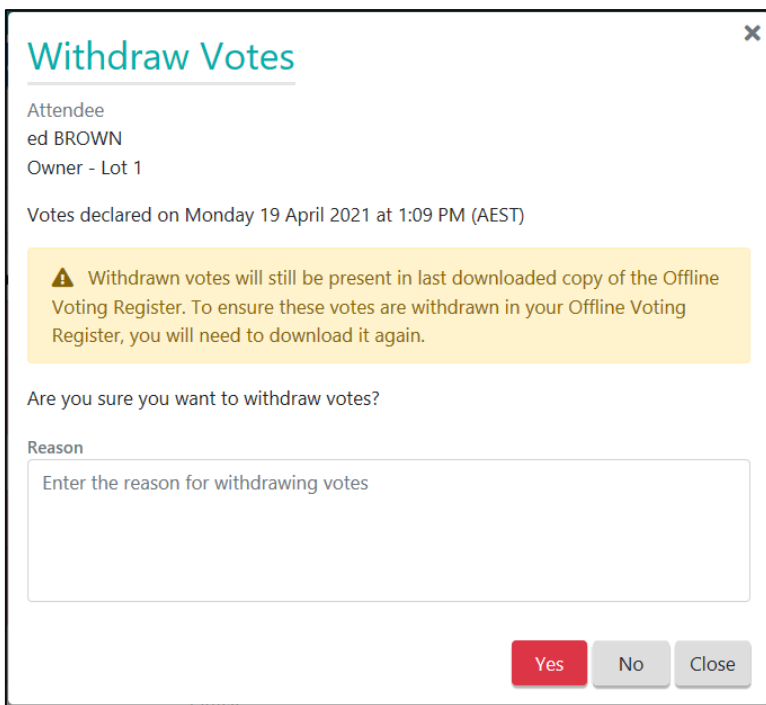 Withdraw Votes
Attendee
ed BROWN
Owner - Lot 1
Votes declared on Monday 19 April 2021 at 1:09 PM (AEST)
Withdrawn votes will still be present in last downloaded copy of the Offline
Voting Register. To ensure these votes are withdrawn in your Offline Voting
Register, you will need to download it again.
Are you sure you want to withdraw votes?
Reason
Enter the reason for withdrawing votes
Yes No Close